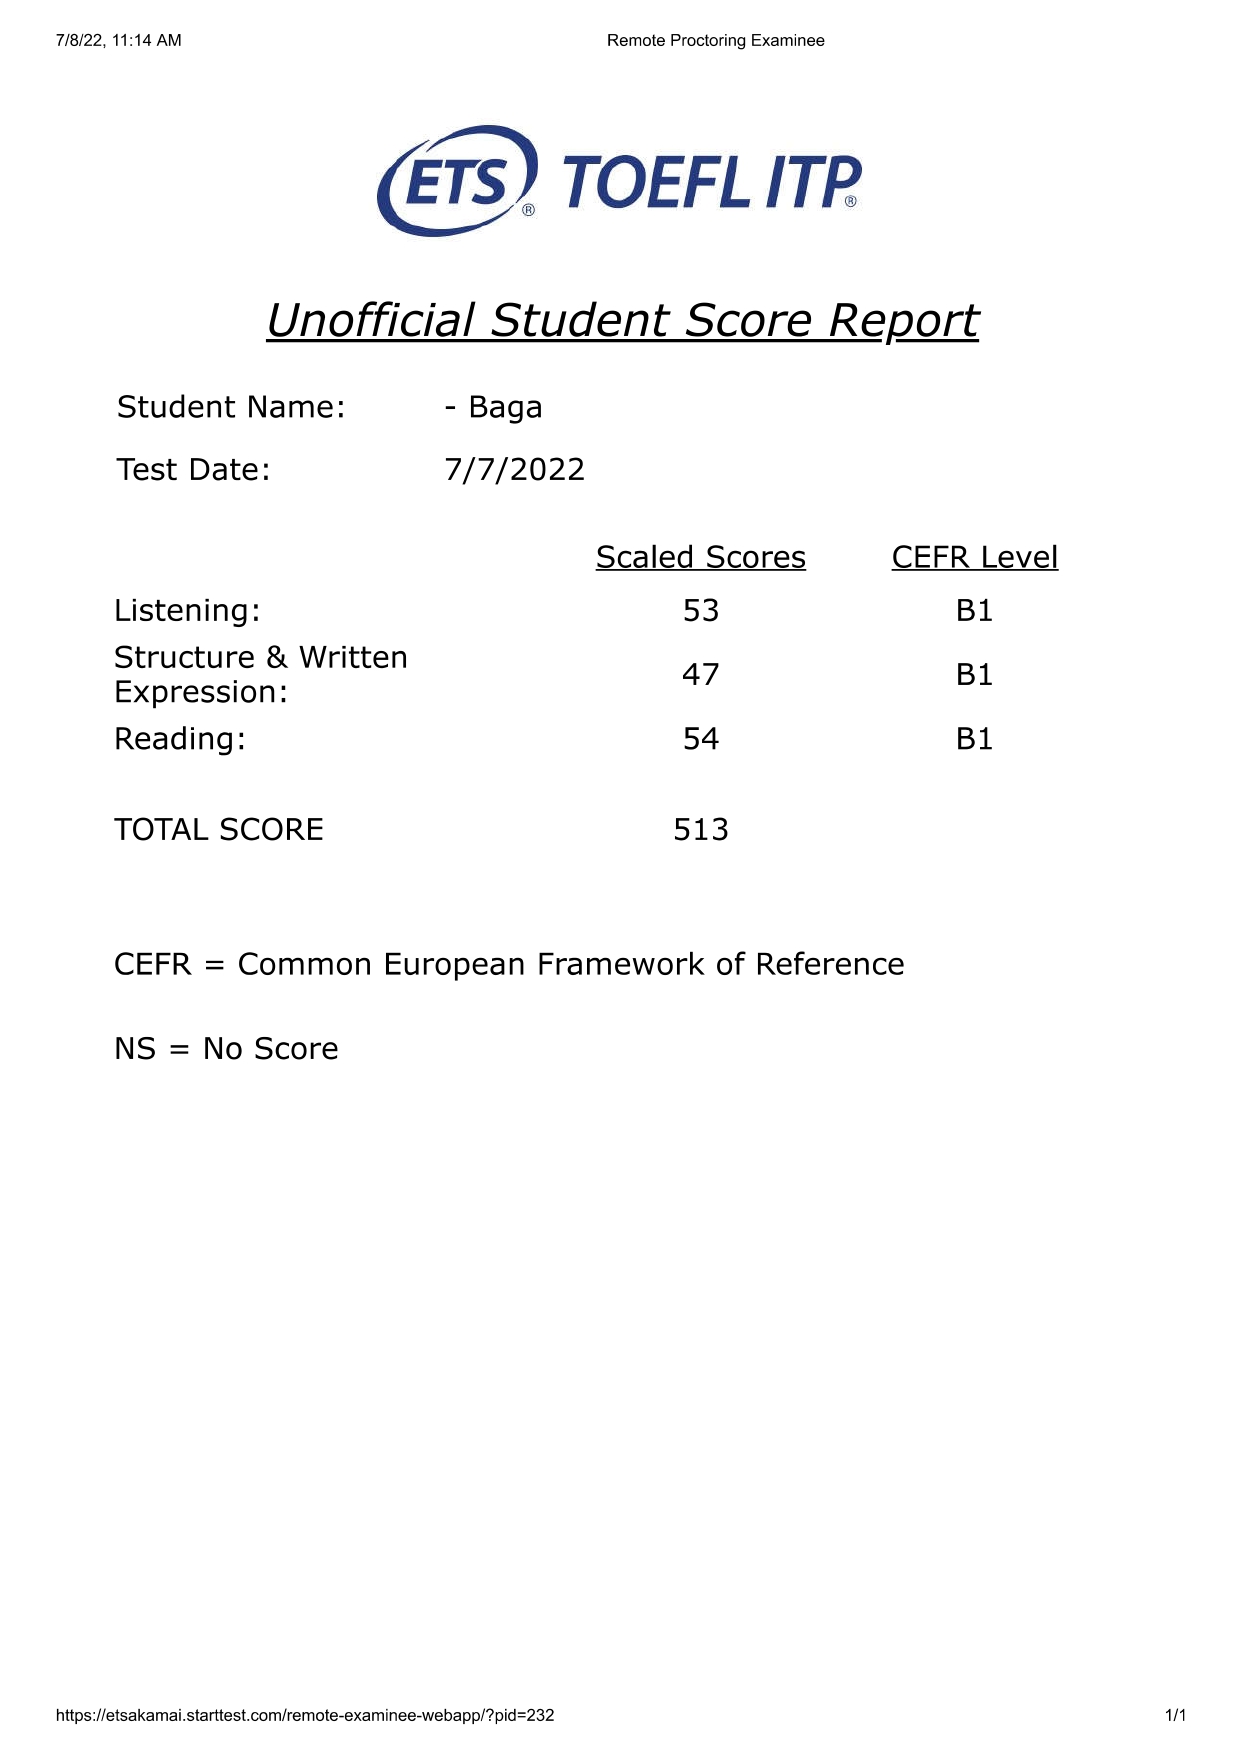 7/8/22, 11:14 AM Remote Proctoring Examinee
ETS® TOEFL ITP®
Unofficial Student Score Report
Student Name: - Baga
Test Date: 7/7/2022
Scaled Scores CEFR Level
Listening: 53 B1
Structure & Written
Expression: 47 B1
Reading: 54 B1
TOTAL SCORE 513
CEFR = Common European Framework of Reference
NS = No Score
https://etsakamai.starttest.com/remote-examinee-webapp/?pid=232 1/1